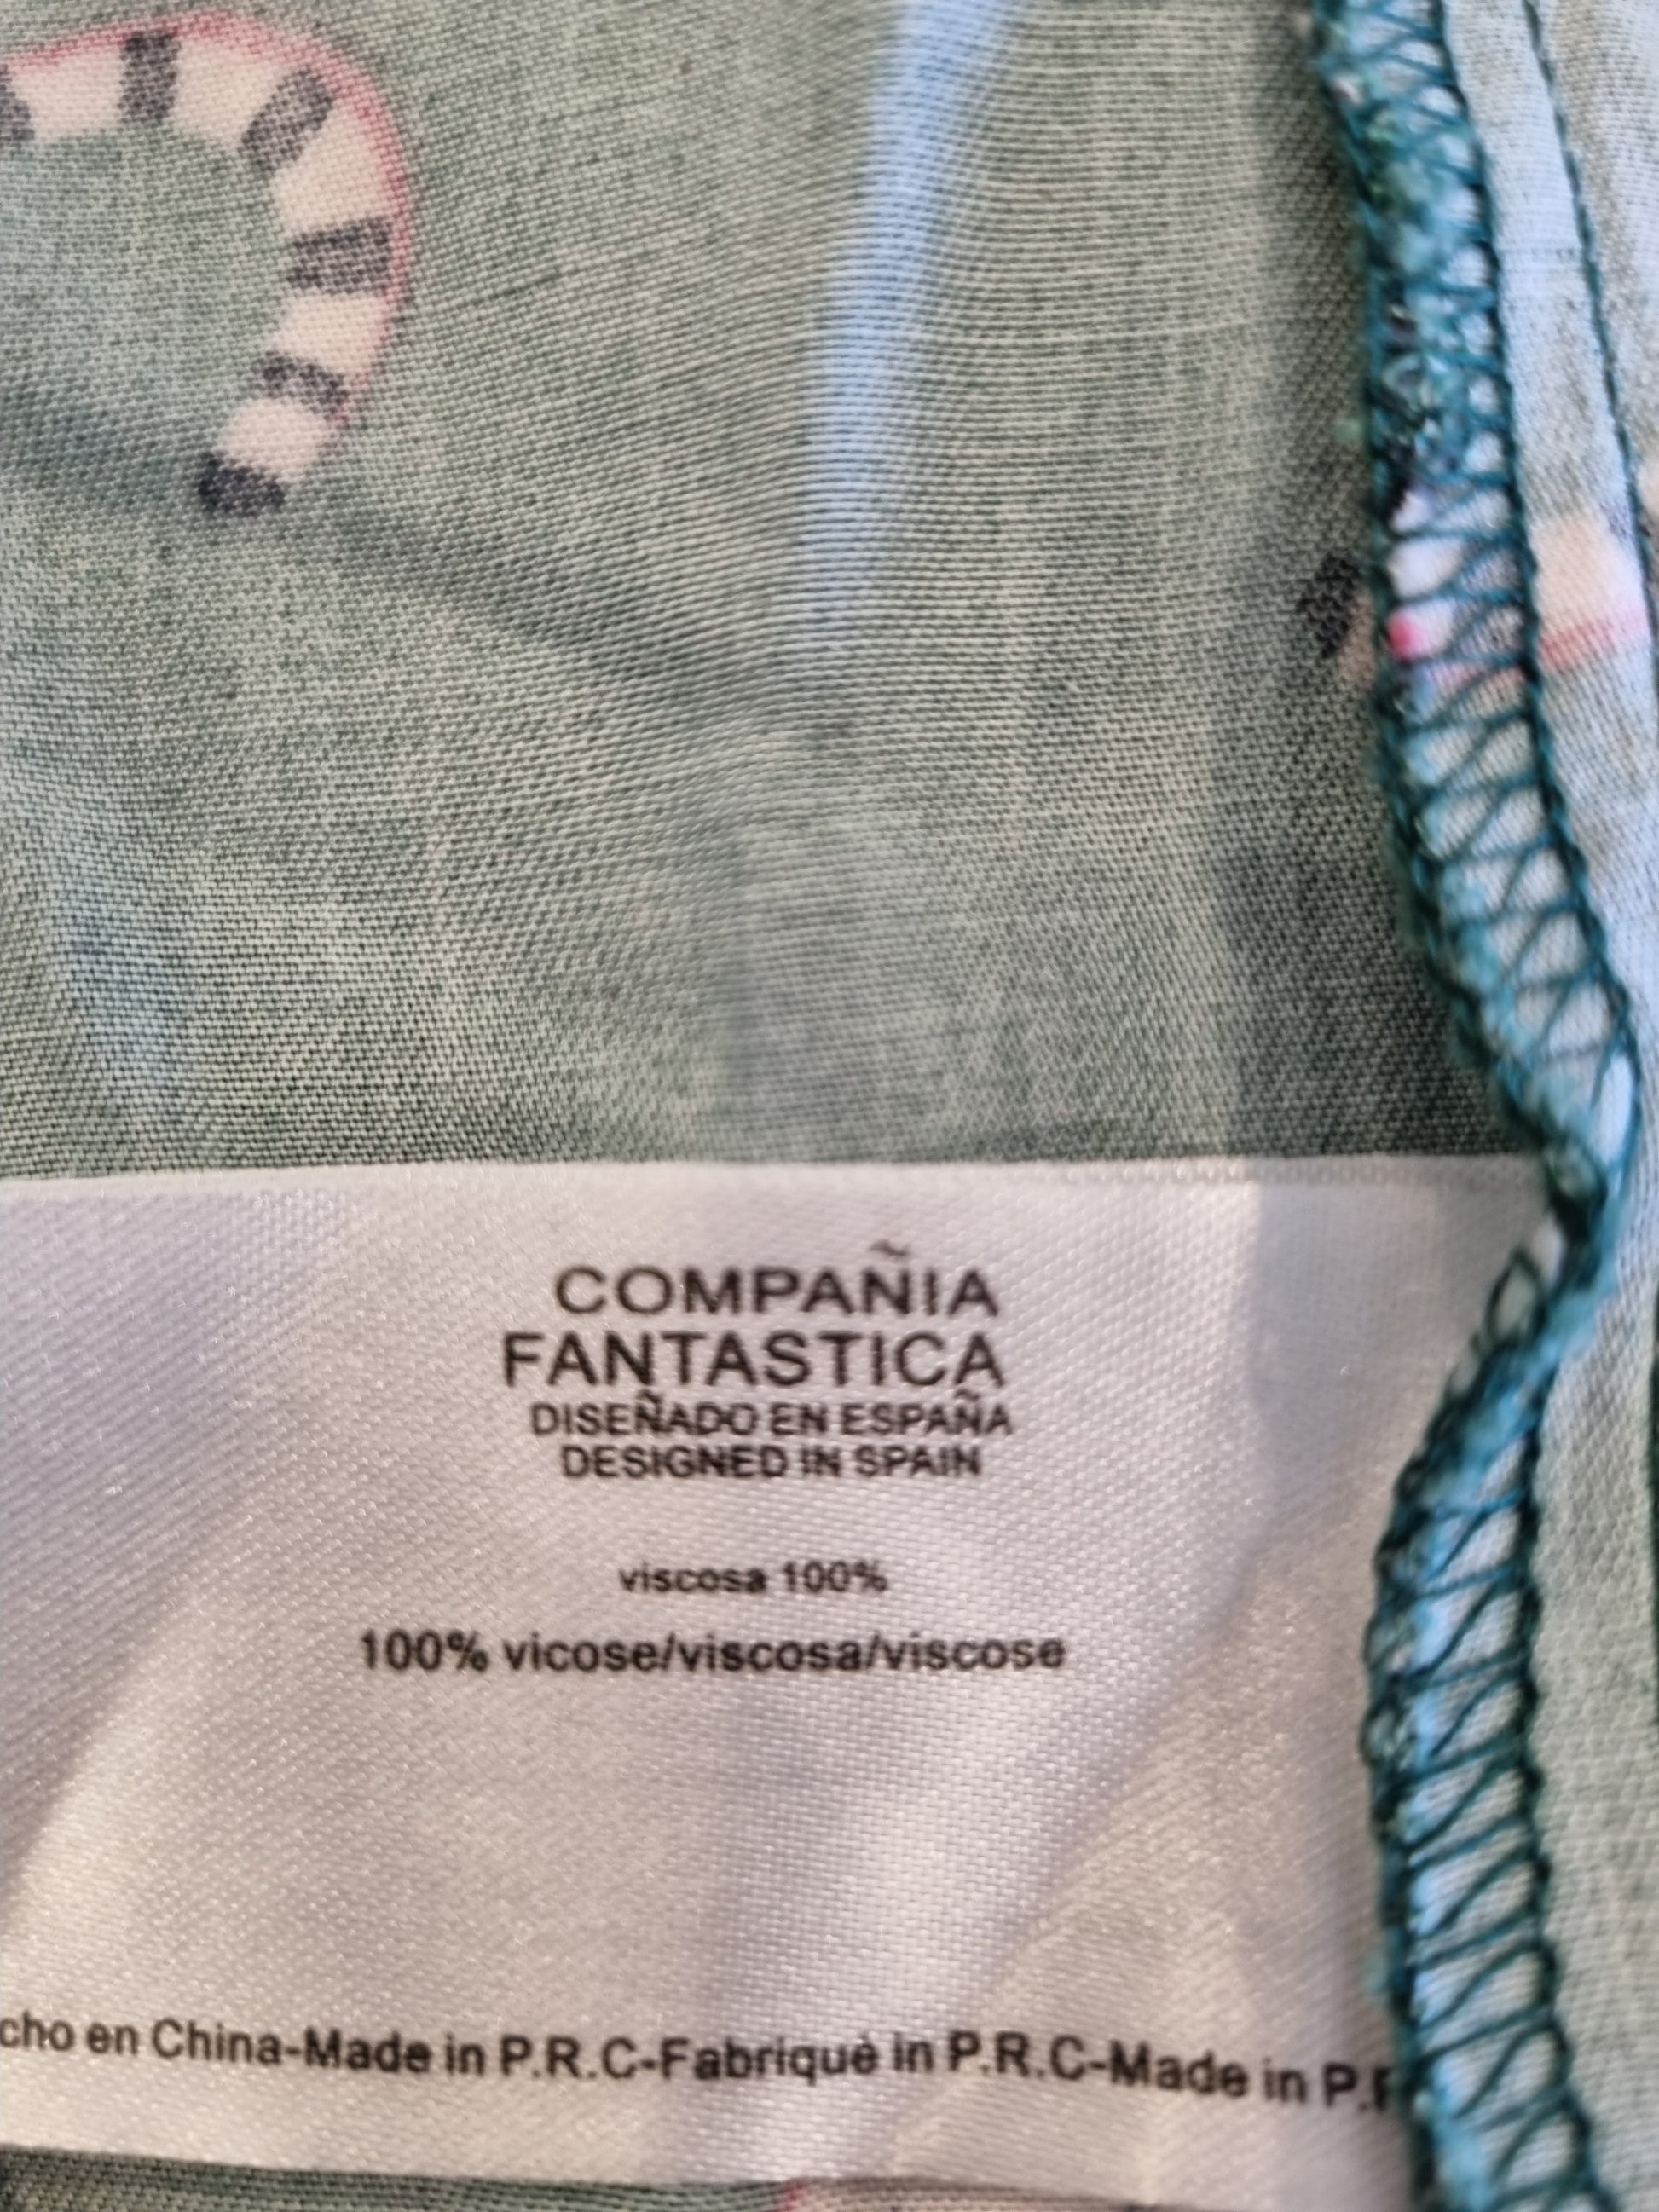 COMPAÑIA
FANTASTICA
DISEÑADO EN ESPAÑA
DESIGNED IN SPAIN
viscosa 100%
100% vicose/viscosa/viscose
cho en China-Made in P.R.C-Fabriquè in P.R.C-Made in P.